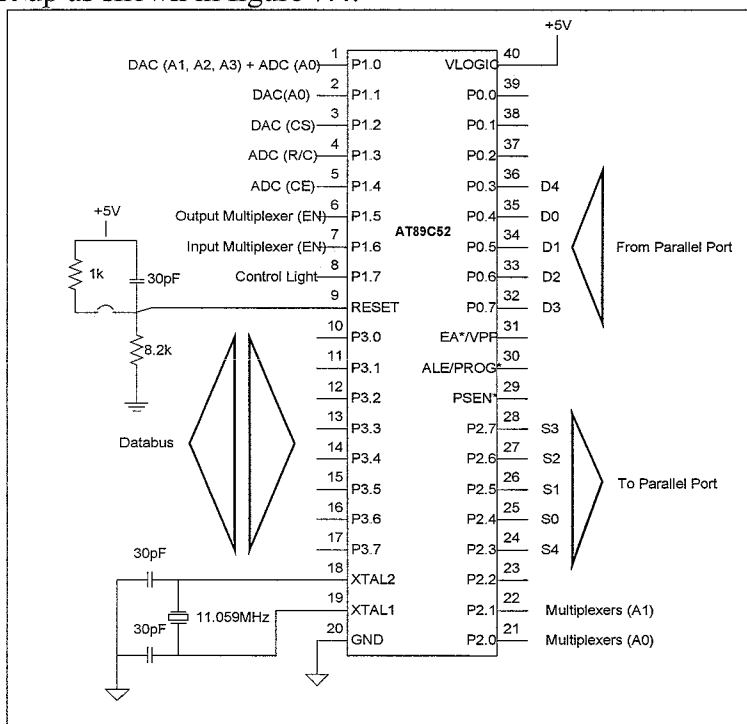 +5V
DAC (A1, A2, A3) + ADC (A0) 1 P1.0 VLOGIC 40
DAC(A0) 2 P1.1 P0.0 39
DAC (CS) 3 P1.2 P0.1 38
ADC (R/C) 4 P1.3 P0.2 37
ADC (CE) 5 P1.4 P0.3 36 D4
Output Multiplexer (EN) 6 P1.5 P0.4 35 D0
AT89C52
Input Multiplexer (EN) 7 P1.6 P0.5 34 D1 From Parallel Port
Control Light 8 P1.7 P0.6 33 D2
9 RESET P0.7 32 D3
+5V
1k
30pF
8.2k
10 P3.0 EA*/VPP 31
11 P3.1 ALE/PROG* 30
12 P3.2 PSEN* 29
13 P3.3 P2.7 28 S3
Databus
14 P3.4 P2.6 27 S2
15 P3.5 P2.5 26 S1 To Parallel Port
16 P3.6 P2.4 25 S0
17 P3.7 P2.3 24 S4
30pF
18 XTAL2 P2.2 23
19 XTAL1 P2.1 22 Multiplexers (A1)
11.059MHz
30pF
20 GND P2.0 21 Multiplexers (A0)